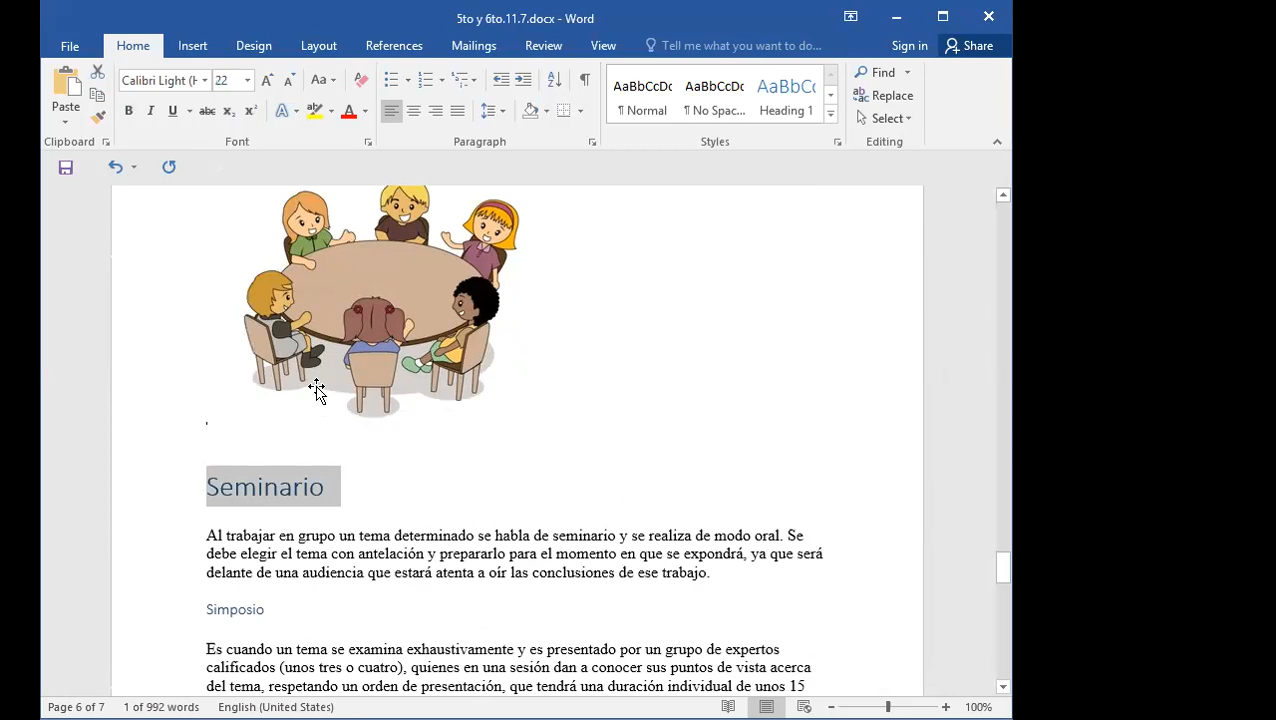 5to y 6to.11.7.docx - Word
File Home Insert Design Layout References Mailings Review View Tell me what you want to do... Sign in Share
Paste
Calibri Light (H 22 Aa
B I U abc x₂ x² A ab A
AaBbCcDc AaBbCcDc AaBbCc
¶ Normal ¶ No Spac... Heading 1
Find
Replace
Select
Clipboard Font Paragraph Styles Editing
Seminario
Al trabajar en grupo un tema determinado se habla de seminario y se realiza de modo oral. Se
debe elegir el tema con antelación y prepararlo para el momento en que se expondrá, ya que será
delante de una audiencia que estará atenta a oír las conclusiones de ese trabajo.
Simposio
Es cuando un tema se examina exhaustivamente y es presentado por un grupo de expertos
calificados (unos tres o cuatro), quienes en una sesión dan a conocer sus puntos de vista acerca
del tema, respetando un orden de presentación, que tendrá una duración individual de unos 15
Page 6 of 7 1 of 992 words English (United States) 100%